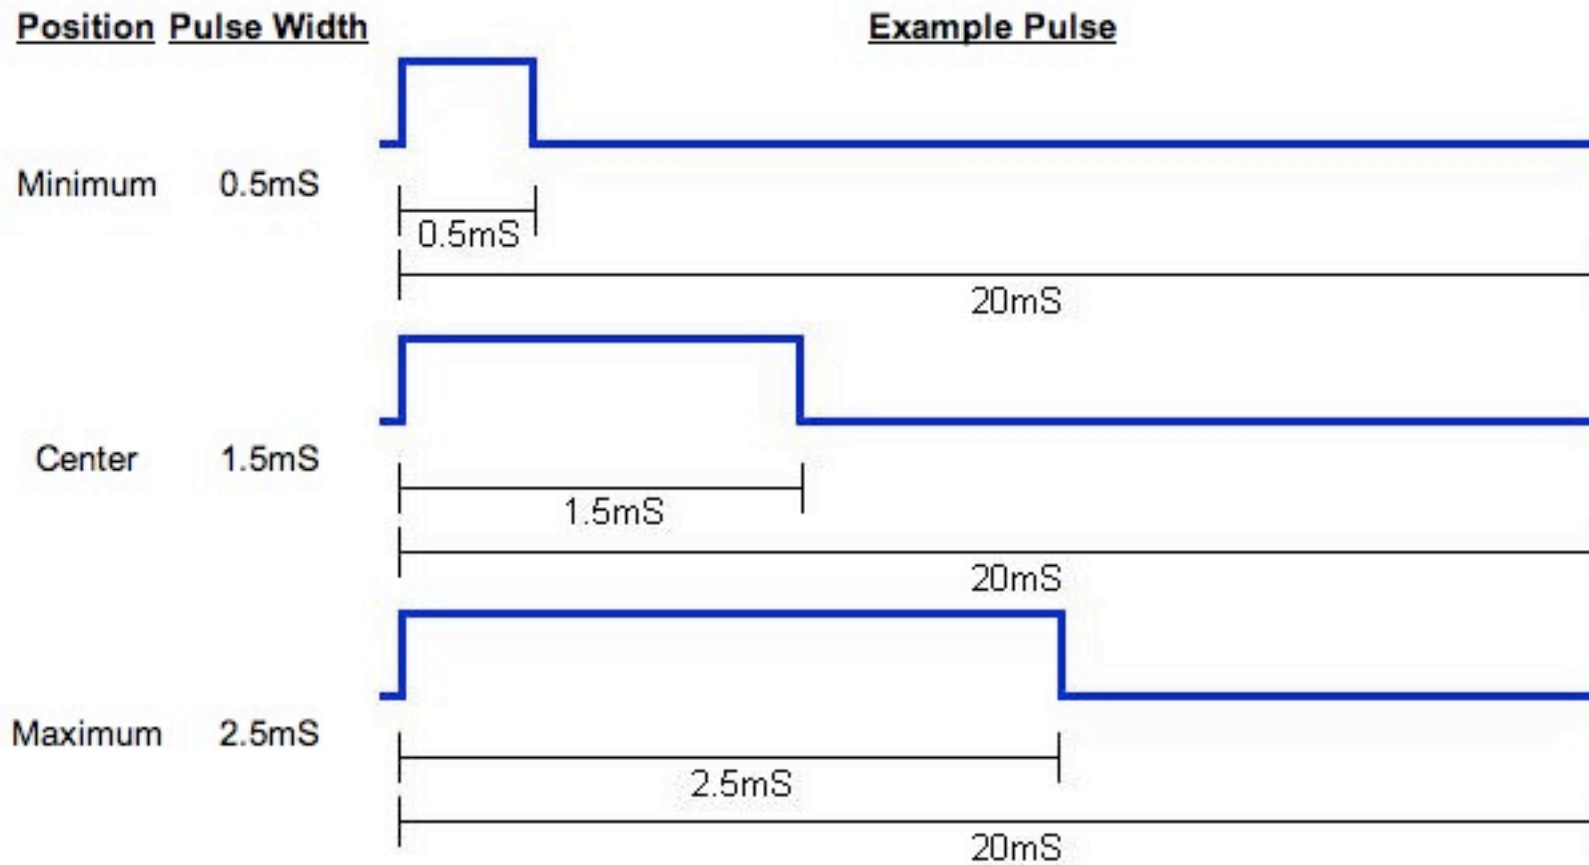 Position Pulse Width Example Pulse
Minimum 0.5mS
0.5mS
20mS
Center 1.5mS
1.5mS
20mS
Maximum 2.5mS
2.5mS
20mS